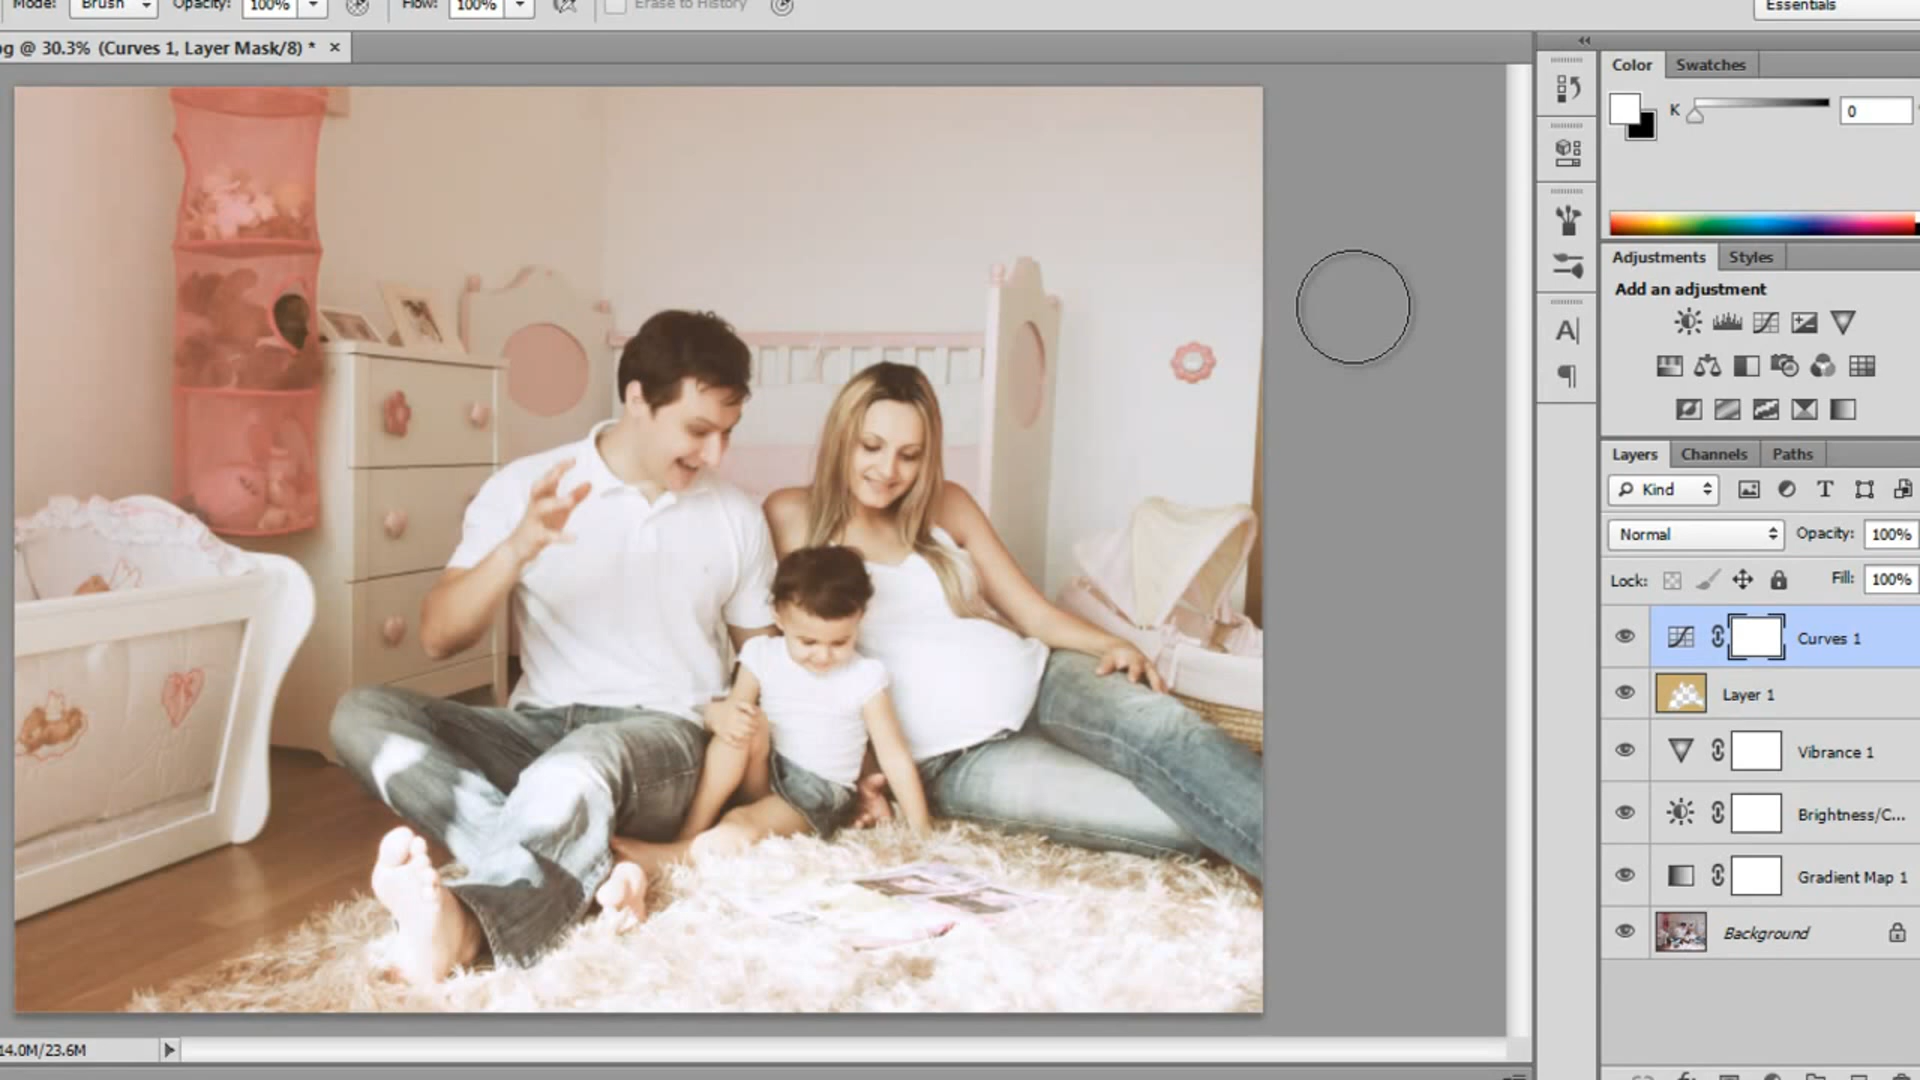 Mode: Brush Opacity: 100% Flow: 100% Erase to History Essentials
og @ 30.3% (Curves 1, Layer Mask/8) * ×
Color Swatches
K 0
Adjustments Styles
Add an adjustment
Layers Channels Paths
Kind
Normal Opacity: 100%
Lock: Fill: 100%
Curves 1
Layer 1
Vibrance 1
Brightness/C...
Gradient Map 1
Background
14.0M/23.6M